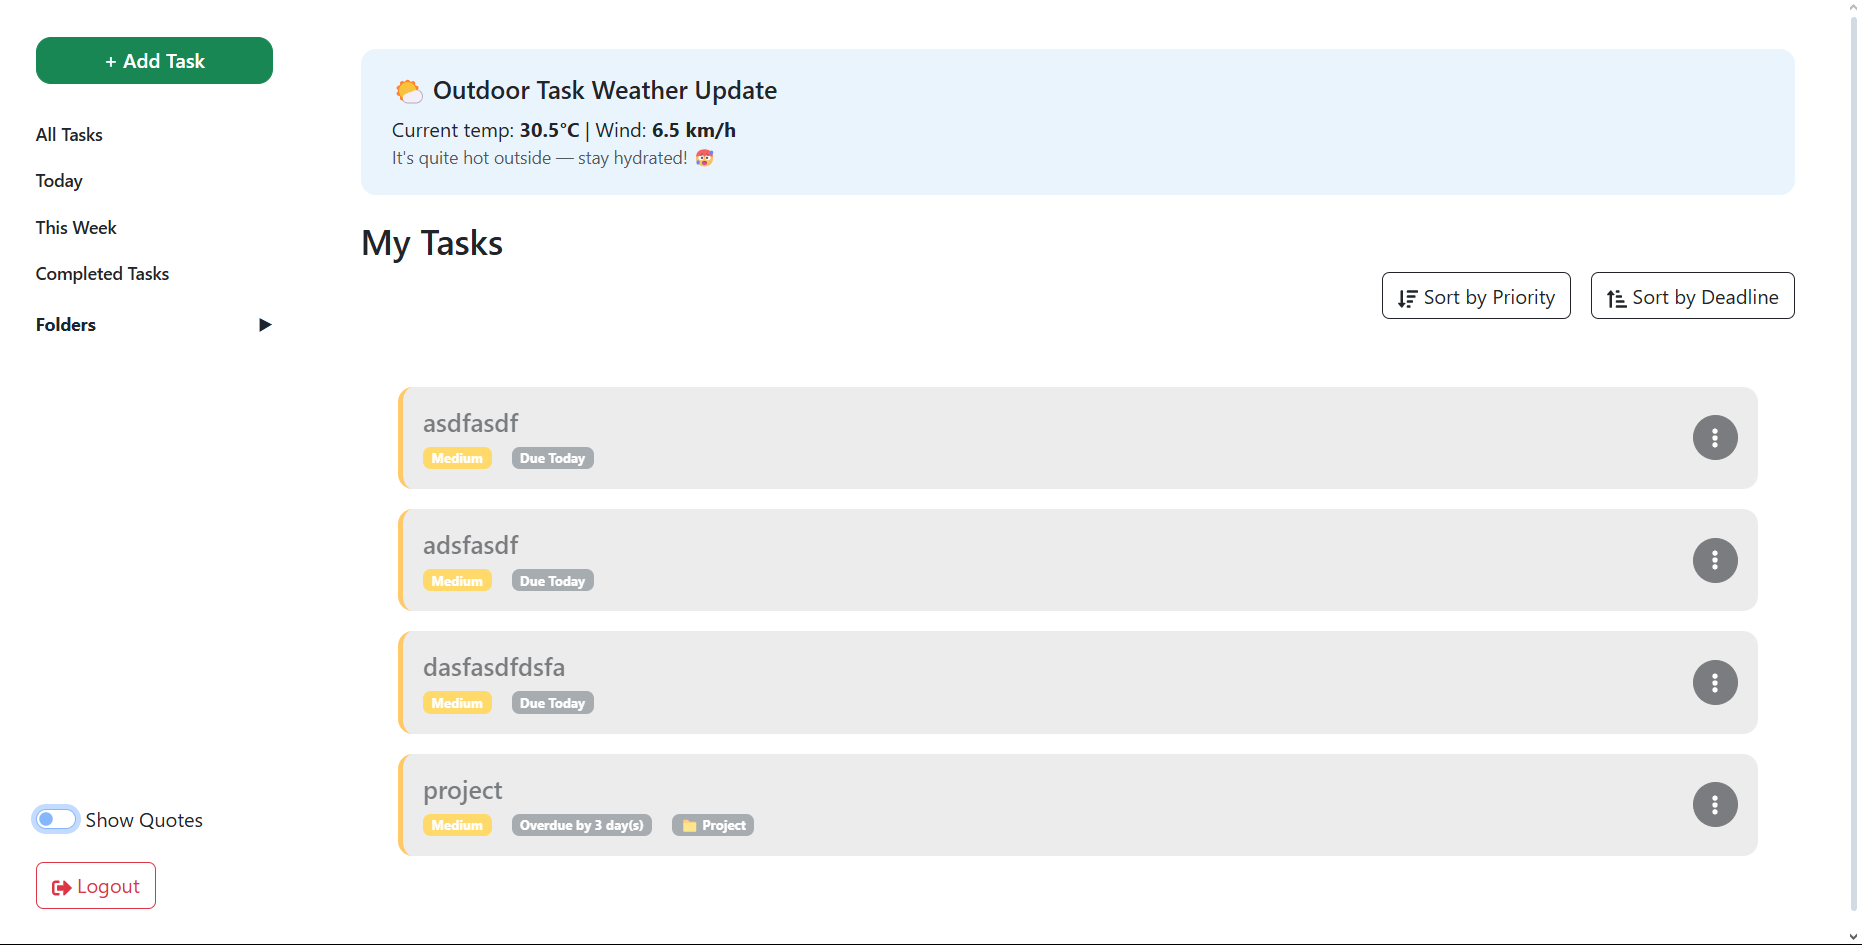 + Add Task
All Tasks
Today
This Week
Completed Tasks
Folders
Show Quotes
Logout
Outdoor Task Weather Update
Current temp: 30.5°C | Wind: 6.5 km/h
It's quite hot outside — stay hydrated!
My Tasks
Sort by Priority
Sort by Deadline
asdfasdf
Medium Due Today
adsfasdf
Medium Due Today
dasfasdfdsfa
Medium Due Today
project
Medium Overdue by 3 day(s) Project